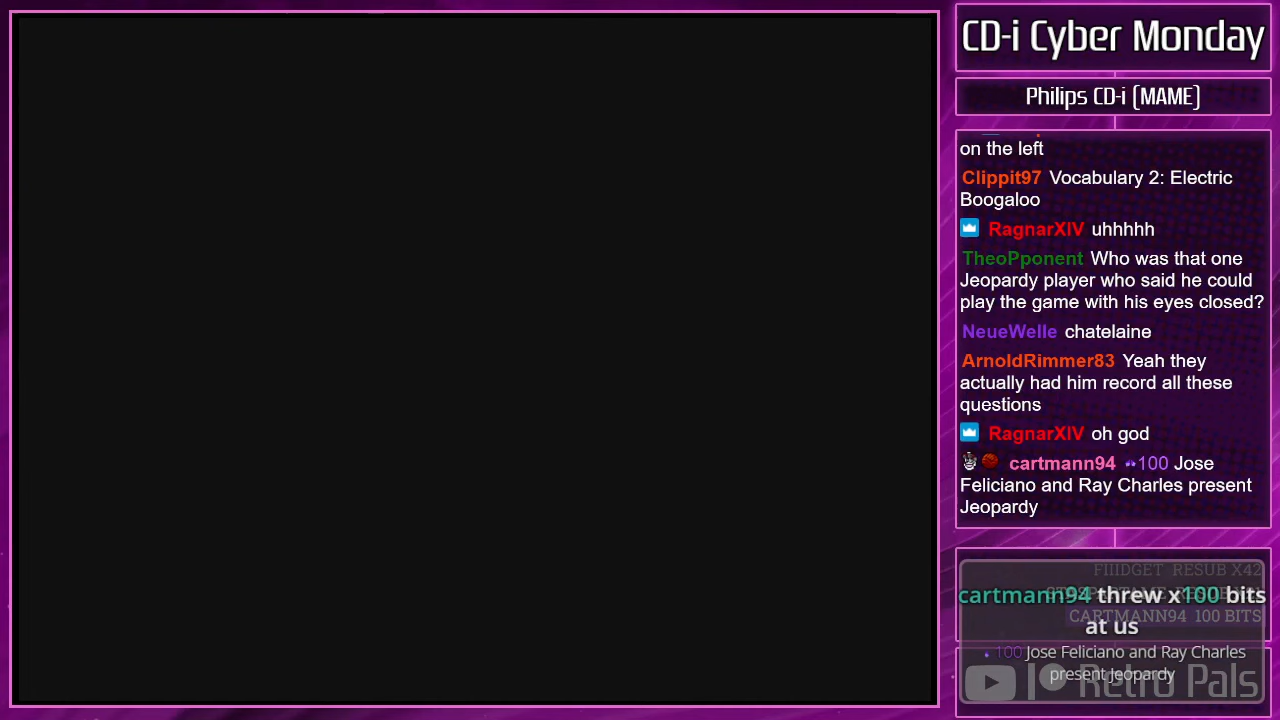 CD-i Cyber Monday
Philips CD-i [MAME]
on the left
Clippit97 Vocabulary 2: Electric
Boogaloo
RagnarXIV uhhhhh
TheoPponent Who was that one
Jeopardy player who said he could
play the game with his eyes closed?
NeueWelle chatelaine
ArnoldRimmer83 Yeah they
actually had him record all these
questions
RagnarXIV oh god
cartmann94 100 Jose
Feliciano and Ray Charles present
Jeopardy
FIIIDGET RESUB X42
cartmann94 threw x100 bits
at us
CARTMANN94 100 BITS
100 Jose Feliciano and Ray Charles
present Jeopardy
Retro Pals